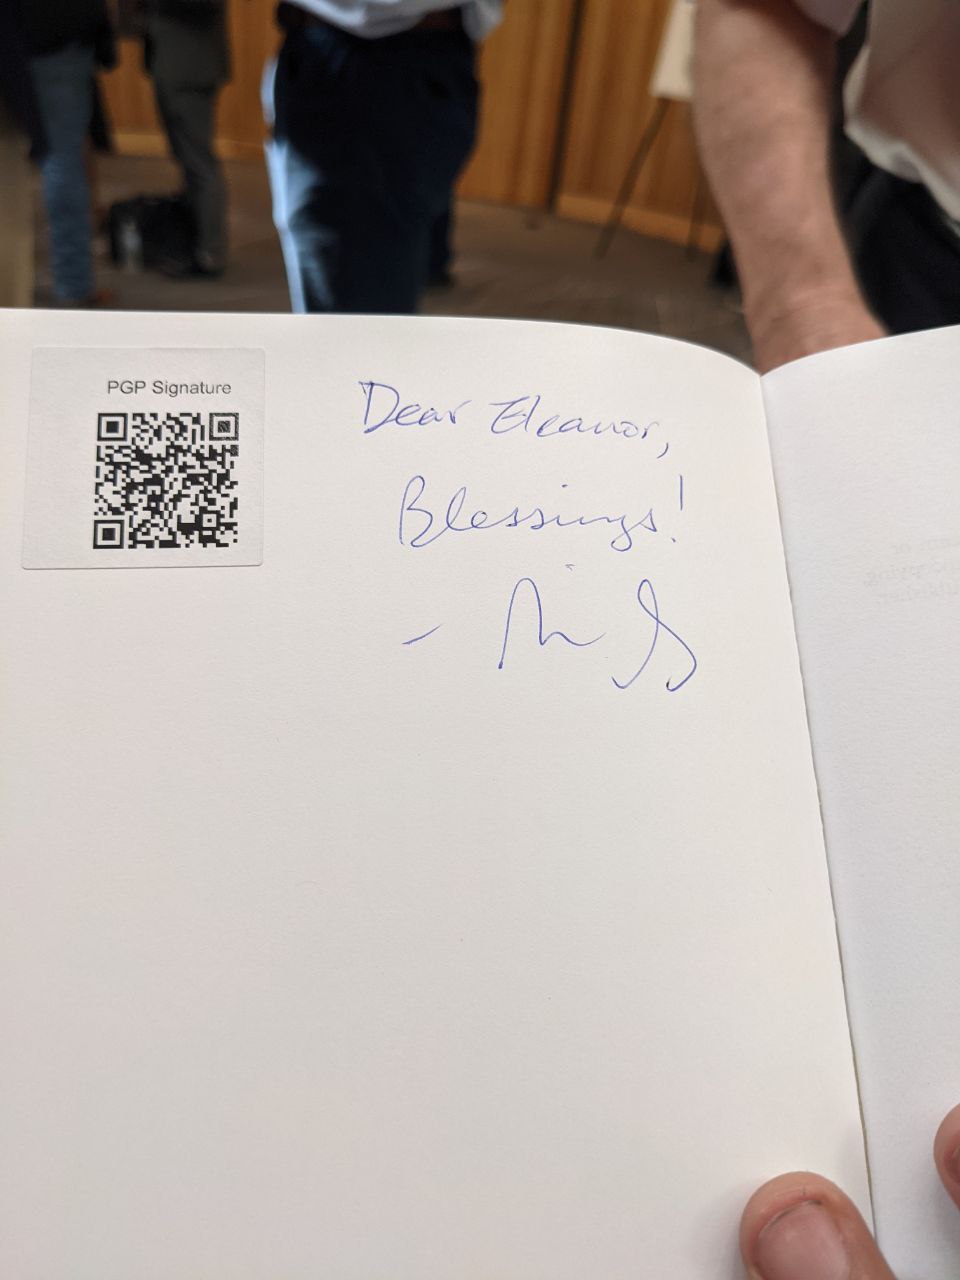 PGP Signature
Dear Eleanor,
Blessings!